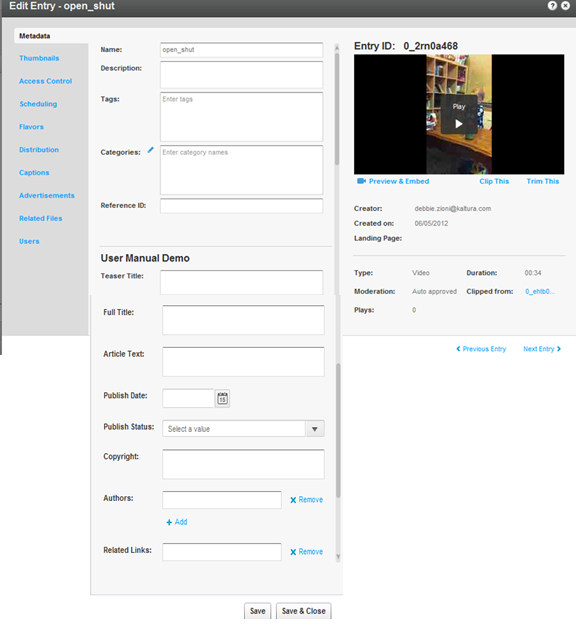 Edit Entry - open_shut
Metadata
Thumbnails
Access Control
Scheduling
Flavors
Distribution
Captions
Advertisements
Related Files
Users
Name: open_shut
Description:
Tags: Enter tags
Categories: Enter category names
Reference ID:
User Manual Demo
Teaser Title:
Full Title:
Article Text:
Publish Date: 15
Publish Status: Select a value
Copyright:
Authors: Remove
+ Add
Related Links: Remove
Save Save & Close
Entry ID: 0_2rn0a468
Play
Preview & Embed Clip This Trim This
Creator: debbie.zioni@kaltura.com
Created on: 06/05/2012
Landing Page:
Type: Video Duration: 00:34
Moderation: Auto approved Clipped from: 0_ehtb0...
Plays: 0
Previous Entry Next Entry